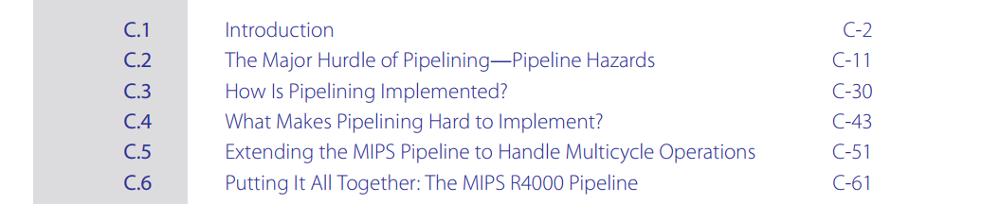 C.1 Introduction C-2
C.2 The Major Hurdle of Pipelining—Pipeline Hazards C-11
C.3 How Is Pipelining Implemented? C-30
C.4 What Makes Pipelining Hard to Implement? C-43
C.5 Extending the MIPS Pipeline to Handle Multicycle Operations C-51
C.6 Putting It All Together: The MIPS R4000 Pipeline C-61